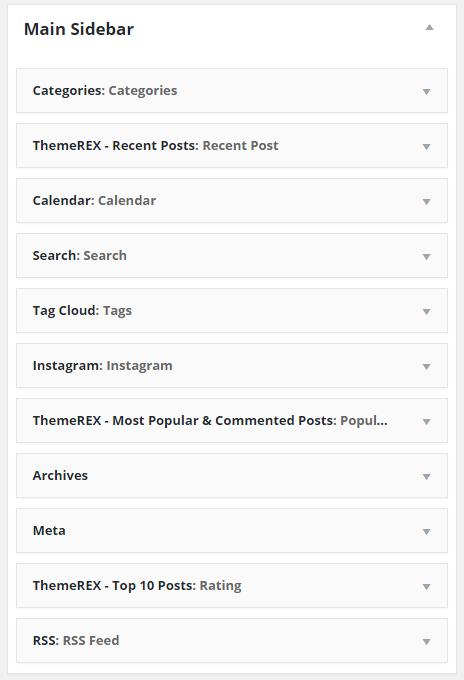 Main Sidebar
Categories: Categories
ThemeREX - Recent Posts: Recent Post
Calendar: Calendar
Search: Search
Tag Cloud: Tags
Instagram: Instagram
ThemeREX - Most Popular & Commented Posts: Popul...
Archives
Meta
ThemeREX - Top 10 Posts: Rating
RSS: RSS Feed